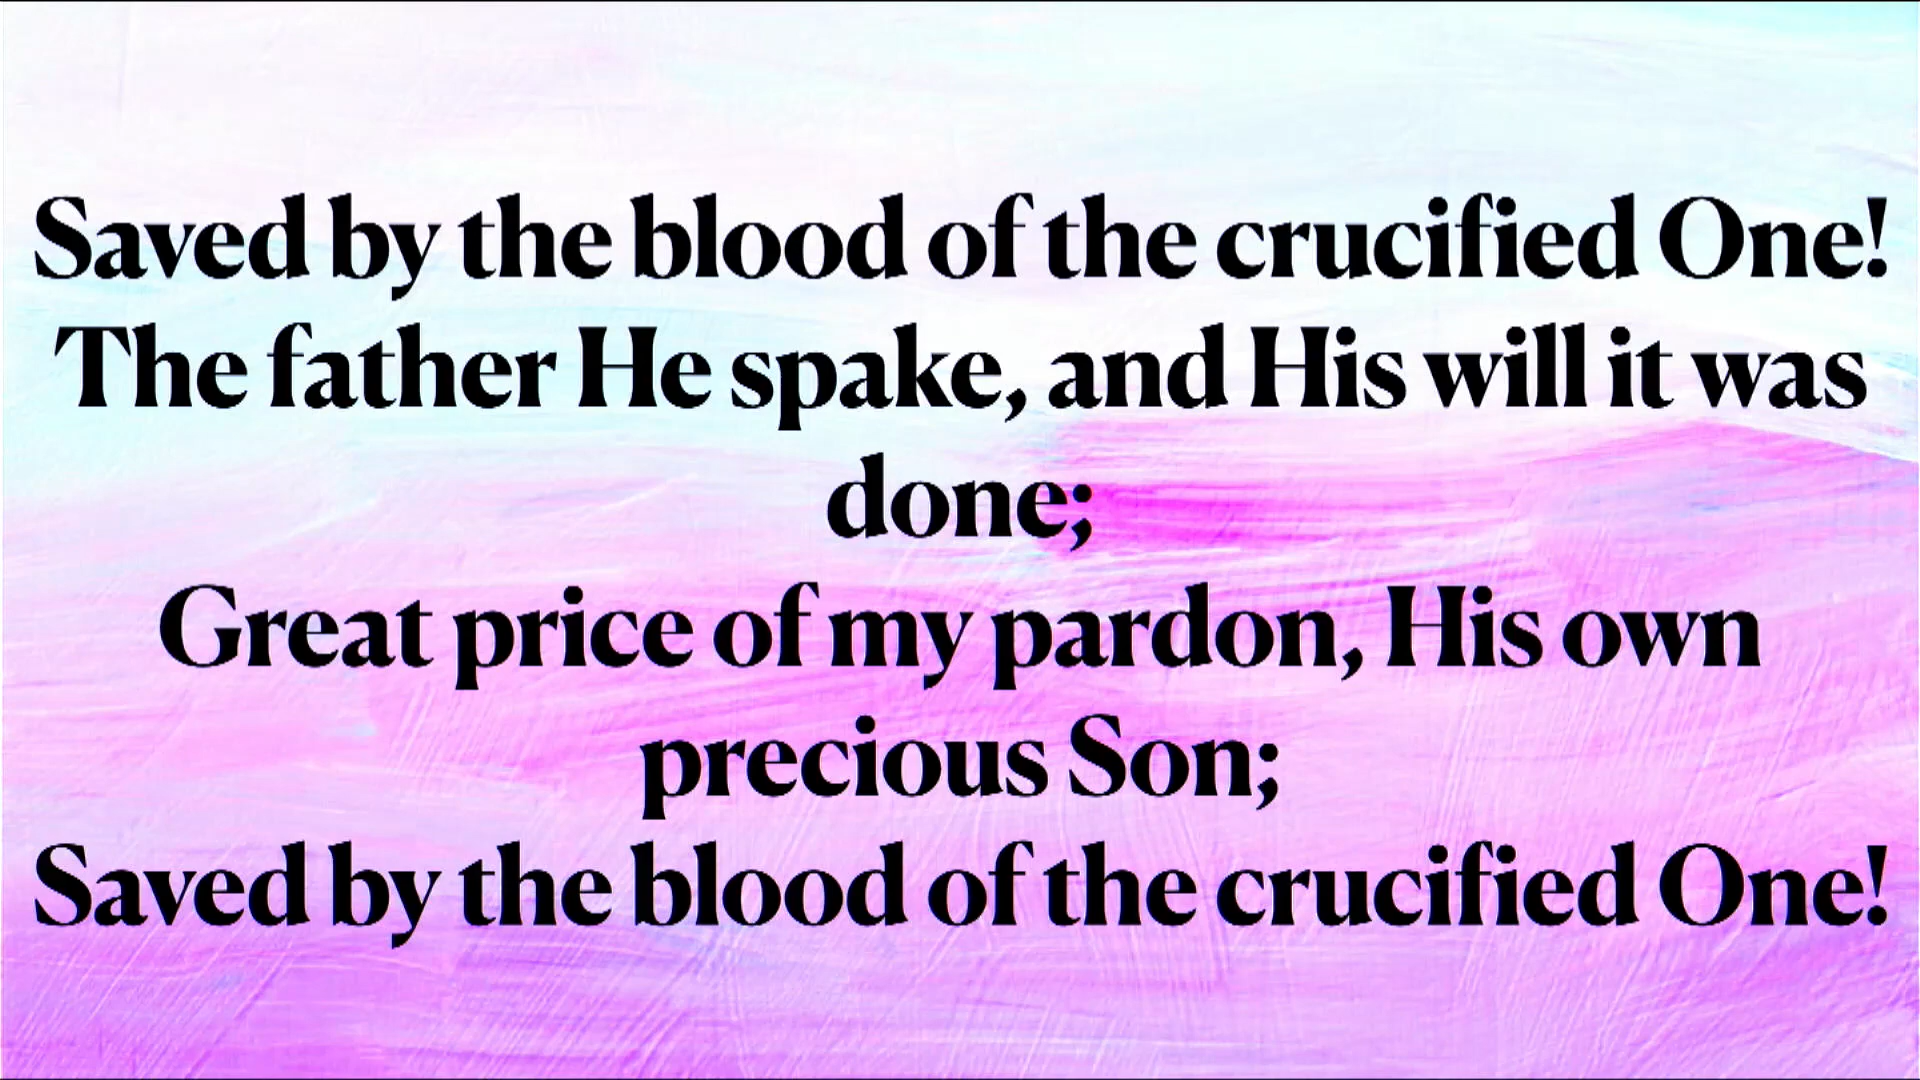 Saved by the blood of the crucified One!
The father He spake, and His will it was
done;
Great price of my pardon, His own
precious Son;
Saved by the blood of the crucified One!